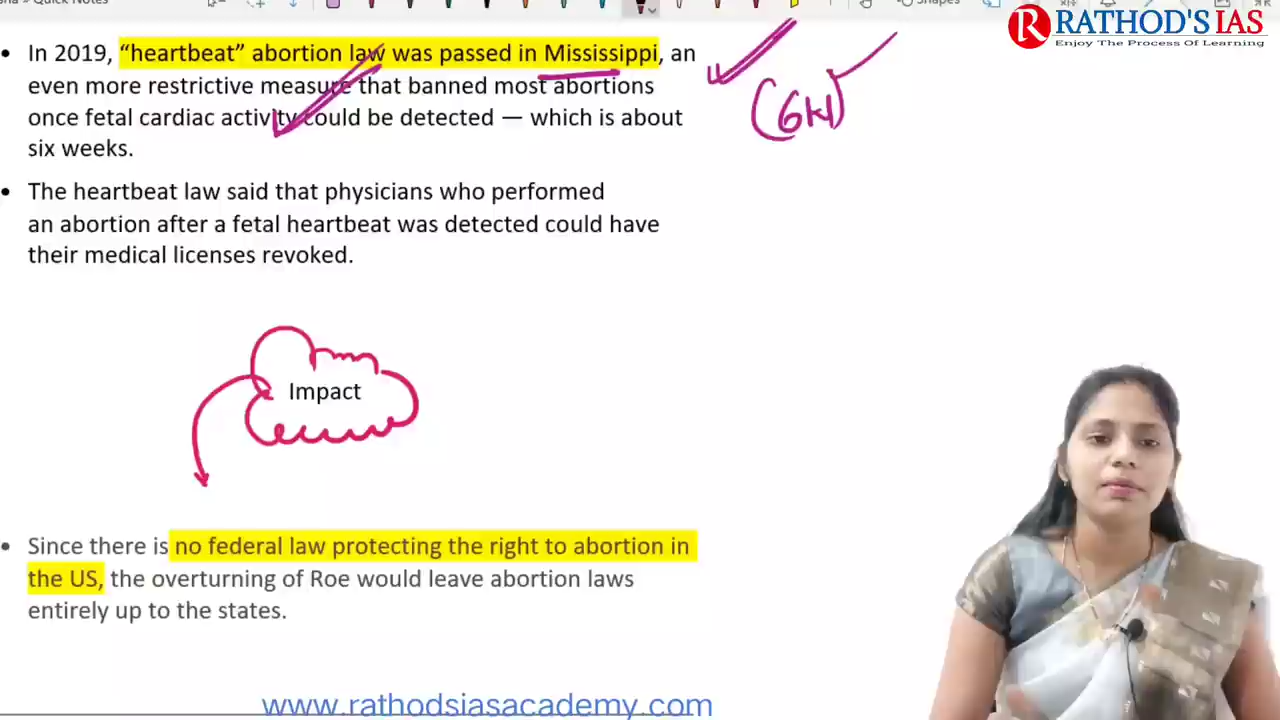 RATHOD'S IAS
Enjoy The Process Of Learning
• In 2019, “heartbeat” abortion law was passed in Mississippi, an
even more restrictive measure that banned most abortions
once fetal cardiac activity could be detected — which is about
six weeks.
• The heartbeat law said that physicians who performed
an abortion after a fetal heartbeat was detected could have
their medical licenses revoked.
Impact
• Since there is no federal law protecting the right to abortion in
the US, the overturning of Roe would leave abortion laws
entirely up to the states.
www.rathodsiasacademy.com